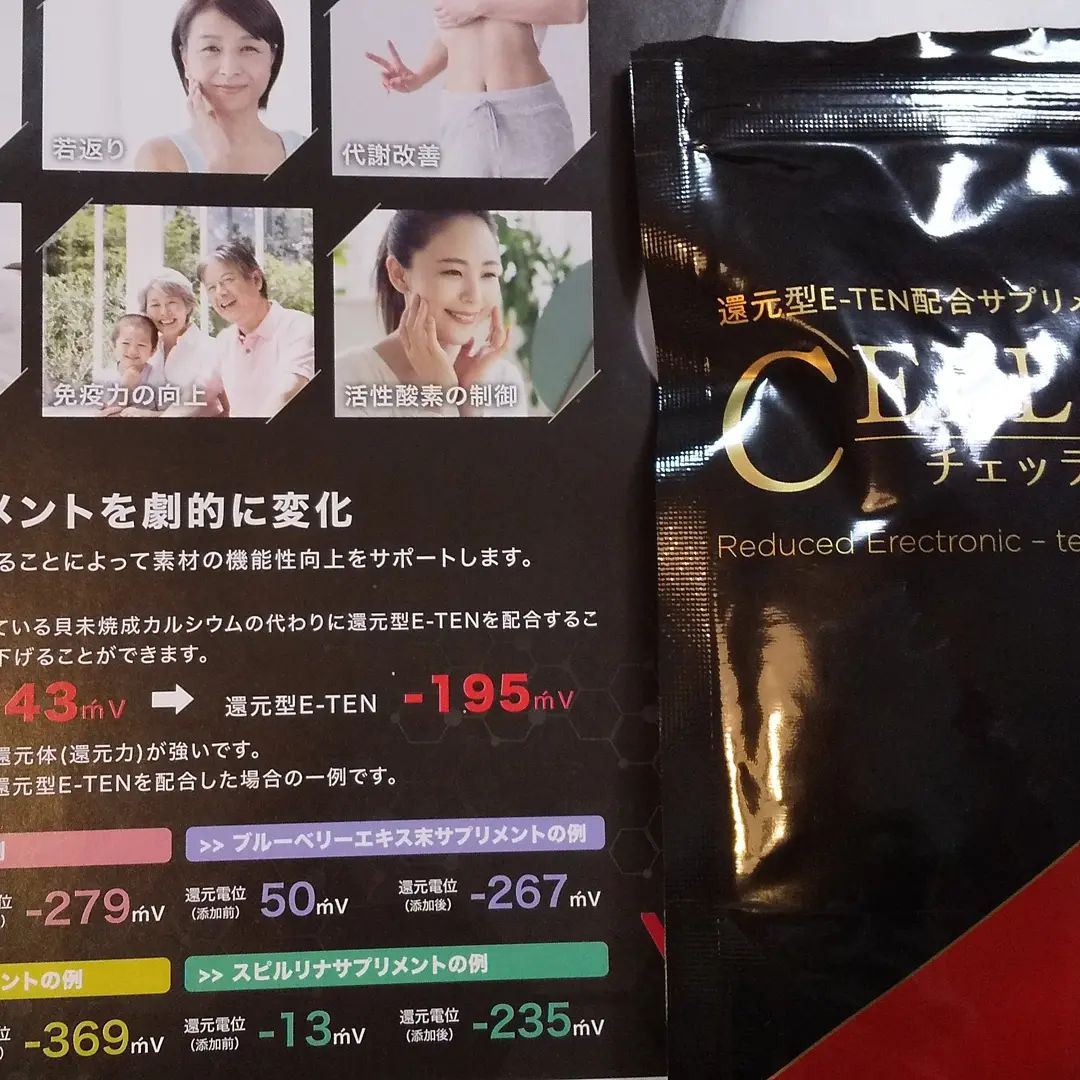 若返り
代謝改善
免疫力の向上
活性酸素の制御
メントを劇的に変化
ることによって素材の機能性向上をサポートします。
ている貝未焼成カルシウムの代わりに還元型E-TENを配合するこ
下げることができます。
43mV
還元型E-TEN
-195mV
還元体(還元力)が強いです。
還元型E-TENを配合した場合の一例です。
例
>> ブルーベリーエキス末サプリメントの例
位
-279mV
還元電位
(添加前)
50mV
還元電位
(添加後)
-267mV
ントの例
>> スピルリナサプリメントの例
位
-369mV
還元電位
(添加前)
-13mV
還元電位
(添加後)
-235mV
還元型E-TEN配合サプリメ
CELL
チェッラ
Reduced Erectronic – te